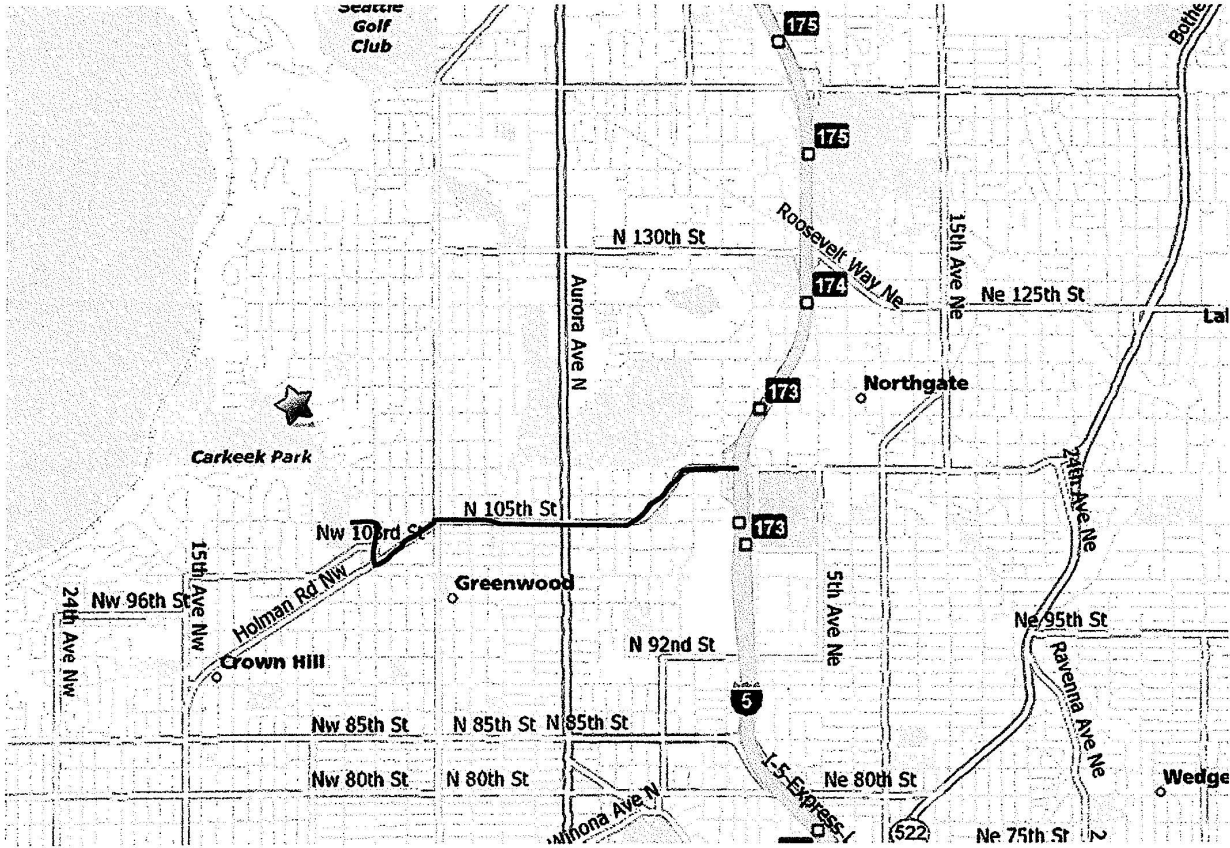 Seattle
Golf
Club
175
Bothe
175
Roosevelt Way Ne
15th Ave Ne
N 130th St
174
Aurora Ave N
Ne 125th St
Lal
173
Northgate
Carkeek Park
24th Ave Ne
N 105th St
Nw 103rd St
173
15th Ave Nw
Holman Rd Nw
Greenwood
5th Ave Ne
24th Ave Nw
Nw 96th St
Ne 95th St
N 92nd St
Crown Hill
Ravenna Ave Ne
5
Nw 85th St
N 85th St
N 85th St
I-5 Express
Nw 80th St
N 80th St
Ne 80th St
Wedge
Winona Ave N
522
Ne 75th St
2